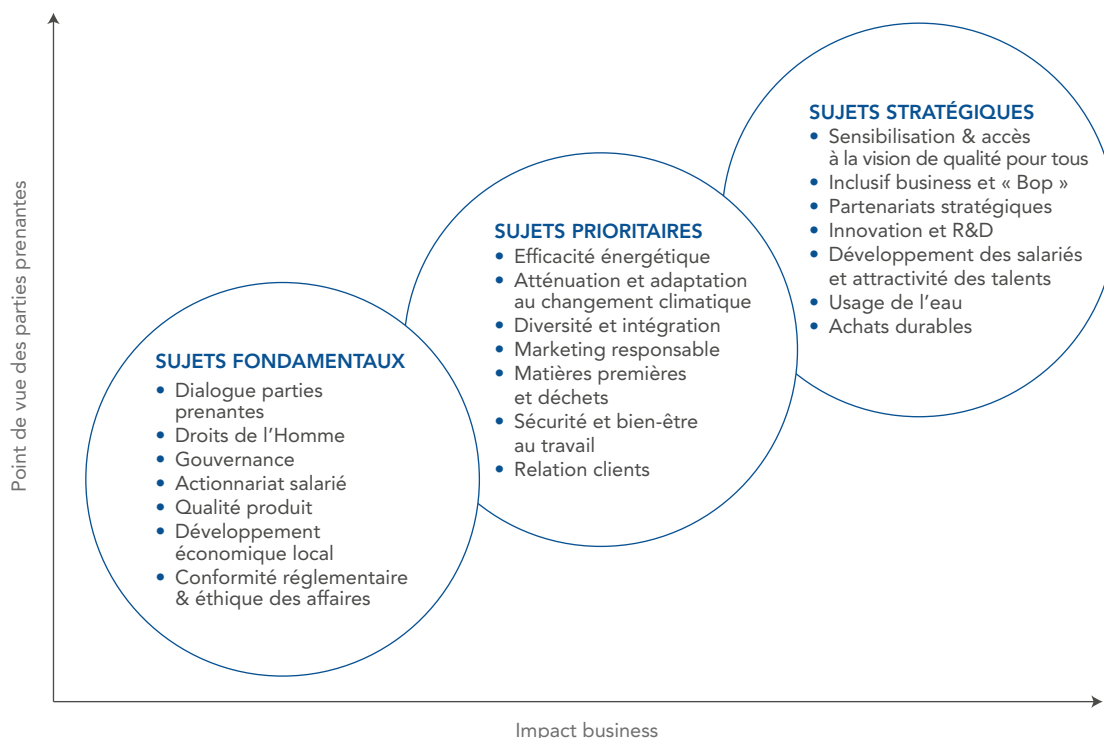 Point de vue des parties prenantes
SUJETS STRATÉGIQUES
• Sensibilisation & accès
à la vision de qualité pour tous
• Inclusif business et « Bop »
• Partenariats stratégiques
• Innovation et R&D
• Développement des salariés
et attractivité des talents
• Usage de l’eau
• Achats durables
SUJETS PRIORITAIRES
• Efficacité énergétique
• Atténuation et adaptation
au changement climatique
• Diversité et intégration
• Marketing responsable
• Matières premières
et déchets
• Sécurité et bien-être
au travail
• Relation clients
SUJETS FONDAMENTAUX
• Dialogue parties
prenantes
• Droits de l’Homme
• Gouvernance
• Actionnariat salarié
• Qualité produit
• Développement
économique local
• Conformité réglementaire
& éthique des affaires
Impact business